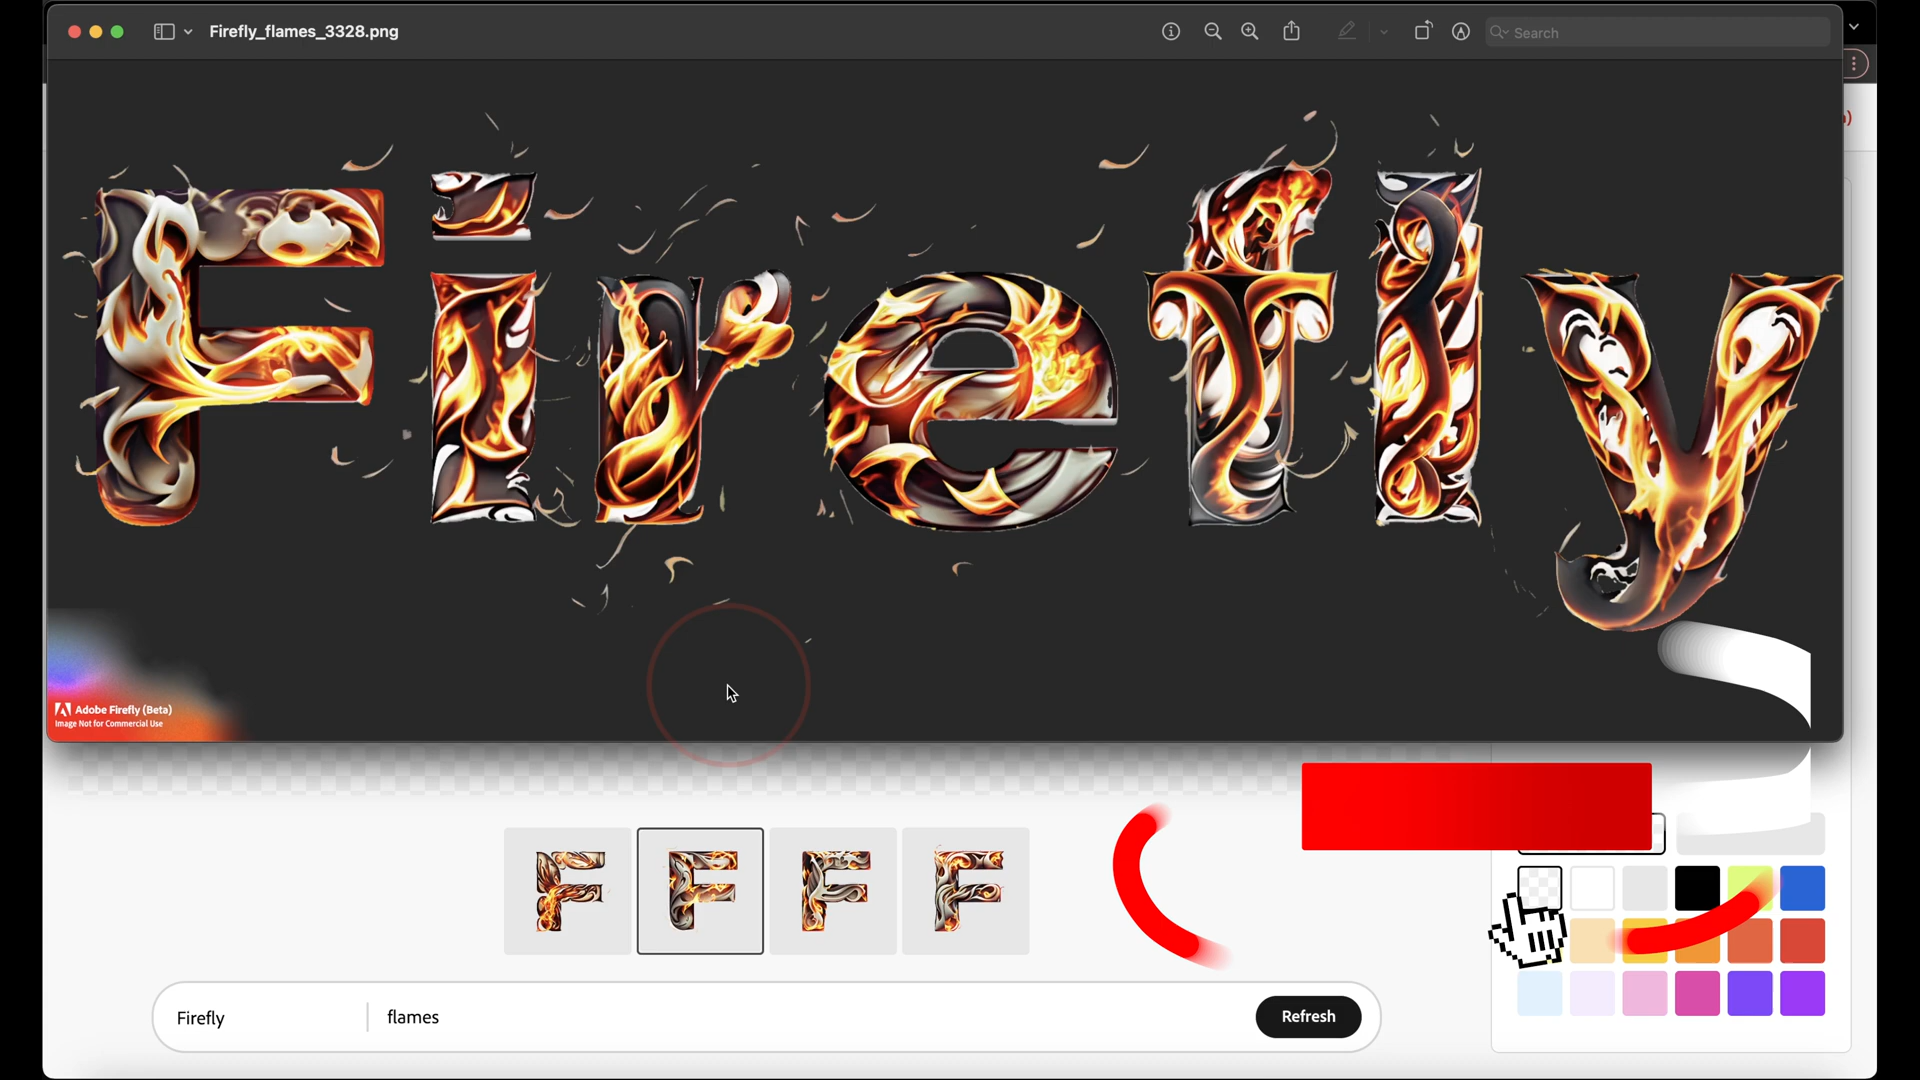 Firefly_flames_3328.png
Search
Firefly
Adobe Firefly (Beta)
Image Not for Commercial Use
F
F
F
F
Firefly
flames
Refresh